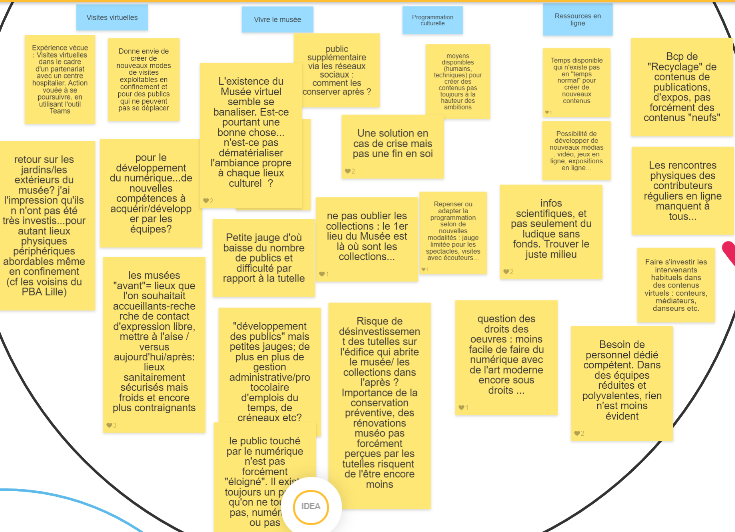 Visites virtuelles
Vivre le musée
Programmation
culturelle
Ressources en
ligne
Expérience vécue
: Visites virtuelles
dans le cadre
d'un partenariat
avec un centre
hospitalier. Action
vouée à se
poursuivre, en
utilisant l'outil
Teams
Donne envie de
créer de
nouveaux modes
de visites
exploitables en
confinement et
pour des publics
qui ne peuvent
pas se déplacer
public
supplémentaire
via les réseaux
sociaux :
comment les
conserver après ?
L'existence du
Musée virtuel
semble se
banaliser. Est-ce
pourtant une
bonne chose...
n'est-ce pas
dématérialiser
l'ambiance propre
à chaque lieux
culturel ?
2
moyens
disponibles
(humains,
techniques) pour
créer des
contenus pas
toujours à la
hauteur des
ambitions
Temps disponible
qui n'existe pas
en "temps
normal" pour
créer de
nouveaux
contenus
Bcp de
"Recyclage" de
contenus de
publications,
d'expos, pas
forcément des
contenus "neufs"
Une solution en
cas de crise mais
pas une fin en soi
2
Possibilité de
développer de
nouveaux médias
: vidéo, jeux en
ligne, expositions
en ligne...
retour sur les
jardins/les
extérieurs du
musée? j'ai
l'impression qu'ils
n n'ont pas été
très investis...pour
autant lieux
physiques
périphériques
abordables même
en confinement
(cf les voisins du
PBA Lille)
pour le
développement
du numérique...de
nouvelles
compétences à
acquérir/développ
er par les
équipes?
Les rencontres
physiques des
contributeurs
réguliers en ligne
manquent à
tous...
Petite jauge d'où
baisse du nombre
de publics et
difficulté par
rapport à la tutelle
ne pas oublier les
collections : le 1er
lieu du Musée est
là où sont les
collections...
1
Repenser ou
adapter la
programmation
selon de
nouvelles
modalités : jauge
limitée pour les
spectacles, visites
avec écouteurs...
1
infos
scientifiques, et
pas seulement du
ludique sans
fonds. Trouver le
juste milieu
2
Faire s'investir les
intervenants
habituels dans
des contenus
virtuels : conteurs,
médiateurs,
danseurs etc.
les musées
"avant"= lieux que
l'on souhaitait
accueillants-reche
rche de contact
d'expression libre,
mettre à l'aise /
versus
aujourd'hui/après:
lieux
sanitairement
sécurisés mais
froids et encore
plus contraignants
2
"développement
des publics" mais
petites jauges; de
plus en plus de
gestion
administrative/pro
tocolaire
d'emplois du
temps, de
créneaux etc?
Risque de
désinvestissemen
t des tutelles sur
l'édifice qui abrite
le musée/ les
collections dans
l'après ?
Importance de la
conservation
préventive, des
rénovations
muséo pas
forcément
perçues par les
tutelles risquent
de l'être encore
moins
question des
droits des
oeuvres : moins
facile de faire du
numérique avec
de l'art moderne
encore sous
droits ...
1
Besoin de
personnel dédié
compétent. Dans
des équipes
réduites et
polyvalentes, rien
n'est moins
évident
2
le public touché
par le numérique
n'est pas
forcément
"éloigné". Il
toujours un
qu'on ne
pas,
ou pas
IDEA